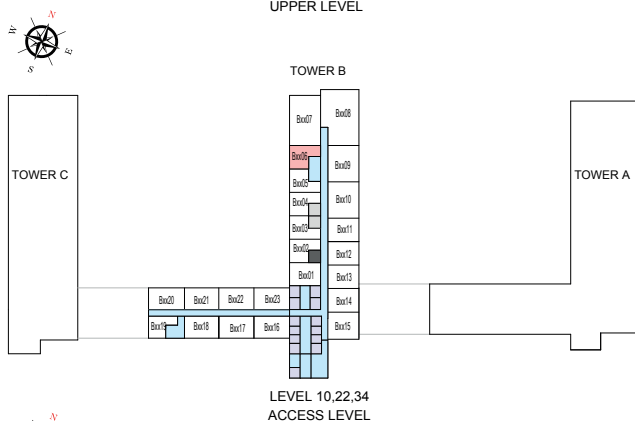 UPPER LEVEL
N
W
E
S
TOWER B
Bxx07
Bxx08
Bxx06
Bxx09
TOWER C
TOWER A
Bxx05
Bxx10
Bxx04
Bxx03
Bxx11
Bxx02
Bxx12
Bxx01
Bxx13
Bxx20 Bxx21 Bxx22 Bxx23
Bxx14
Bxx19 Bxx18 Bxx17 Bxx16
Bxx15
LEVEL 10,22,34
ACCESS LEVEL
N